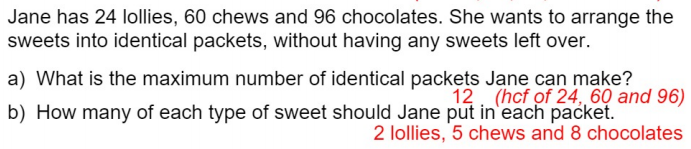 Jane has 24 lollies, 60 chews and 96 chocolates. She wants to arrange the
sweets into identical packets, without having any sweets left over.
a) What is the maximum number of identical packets Jane can make?
12 (hcf of 24, 60 and 96)
b) How many of each type of sweet should Jane put in each packet.
2 lollies, 5 chews and 8 chocolates